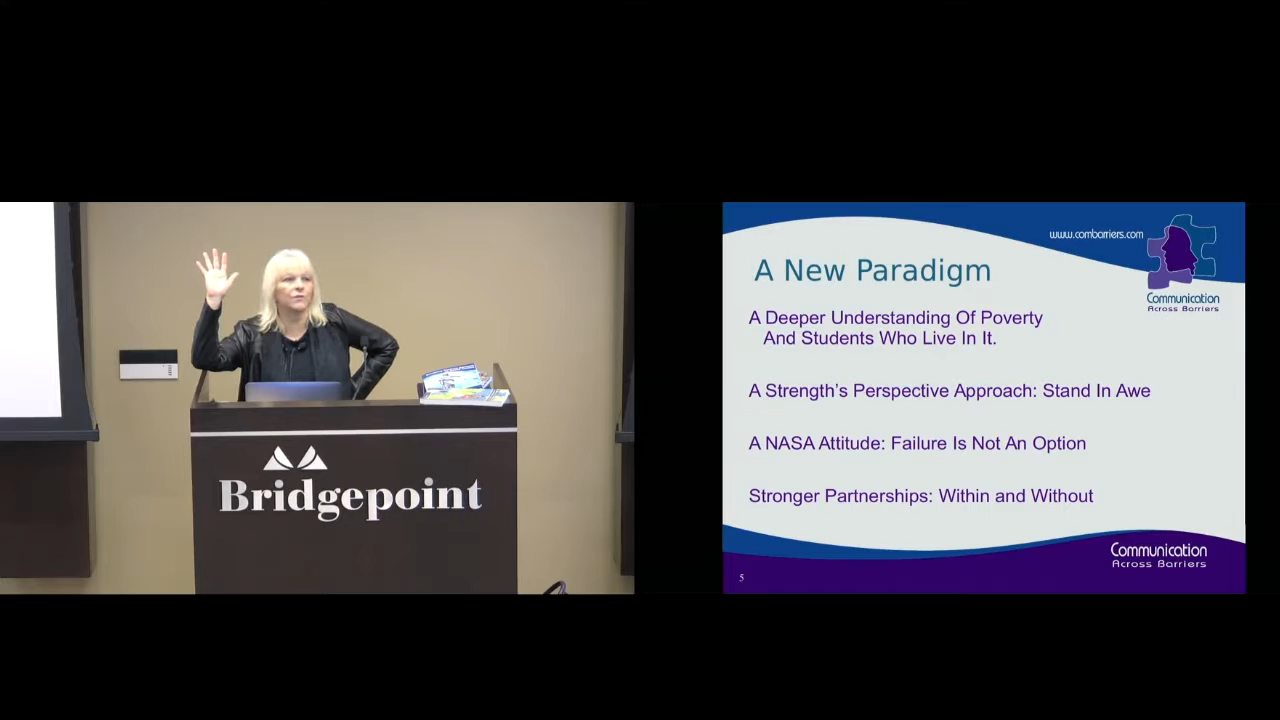 Bridgepoint
www.combarriers.com
Communication
Across Barriers
A New Paradigm
A Deeper Understanding Of Poverty
And Students Who Live In It.
A Strength’s Perspective Approach: Stand In Awe
A NASA Attitude: Failure Is Not An Option
Stronger Partnerships: Within and Without
Communication
Across Barriers
5